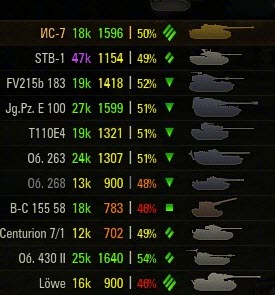 ИС-7 18k 1596 50%
STB-1 47k 1154 49%
FV215b 183 19k 1418 52%
Jg.Pz. E 100 27k 1599 51%
T110E4 19k 1321 51%
Об. 263 24k 1307 51%
Об. 268 13k 900 48%
B-C 155 58 18k 783 46%
Centurion 7/1 12k 702 49%
Об. 430 II 25k 1640 54%
Löwe 16k 900 46%